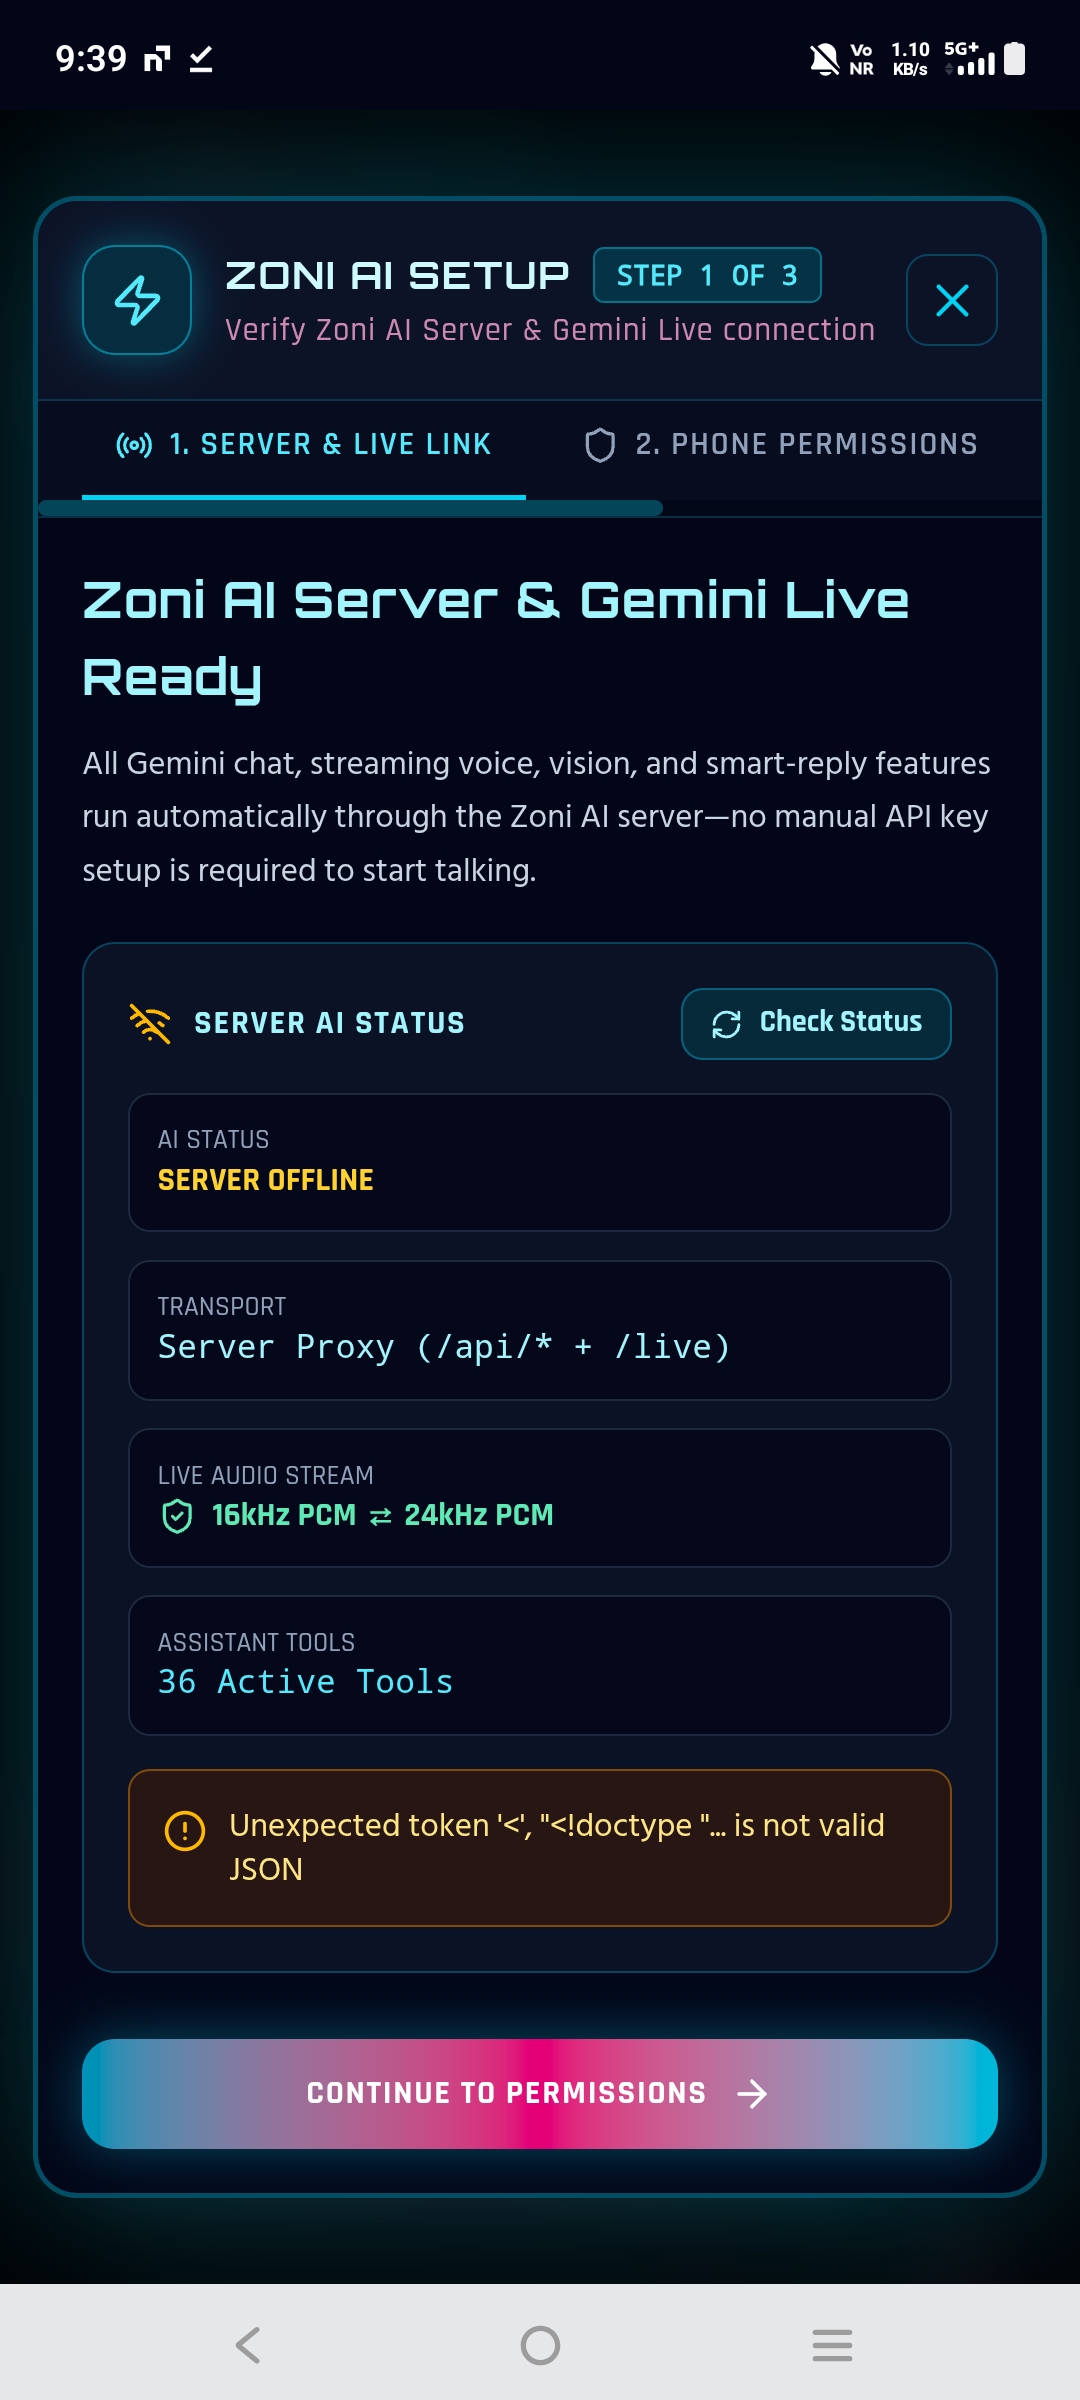 9:39
Vo
NR
1.10
KB/s
5G+
ZONI AI SETUP
STEP 1 OF 3
Verify Zoni AI Server & Gemini Live connection
1. SERVER & LIVE LINK
2. PHONE PERMISSIONS
Zoni AI Server & Gemini Live
Ready
All Gemini chat, streaming voice, vision, and smart-reply features
run automatically through the Zoni AI server—no manual API key
setup is required to start talking.
SERVER AI STATUS
Check Status
AI STATUS
SERVER OFFLINE
TRANSPORT
Server Proxy (/api/* + /live)
LIVE AUDIO STREAM
16kHz PCM ⇄ 24kHz PCM
ASSISTANT TOOLS
36 Active Tools
Unexpected token '<', "<!doctype "... is not valid
JSON
CONTINUE TO PERMISSIONS →